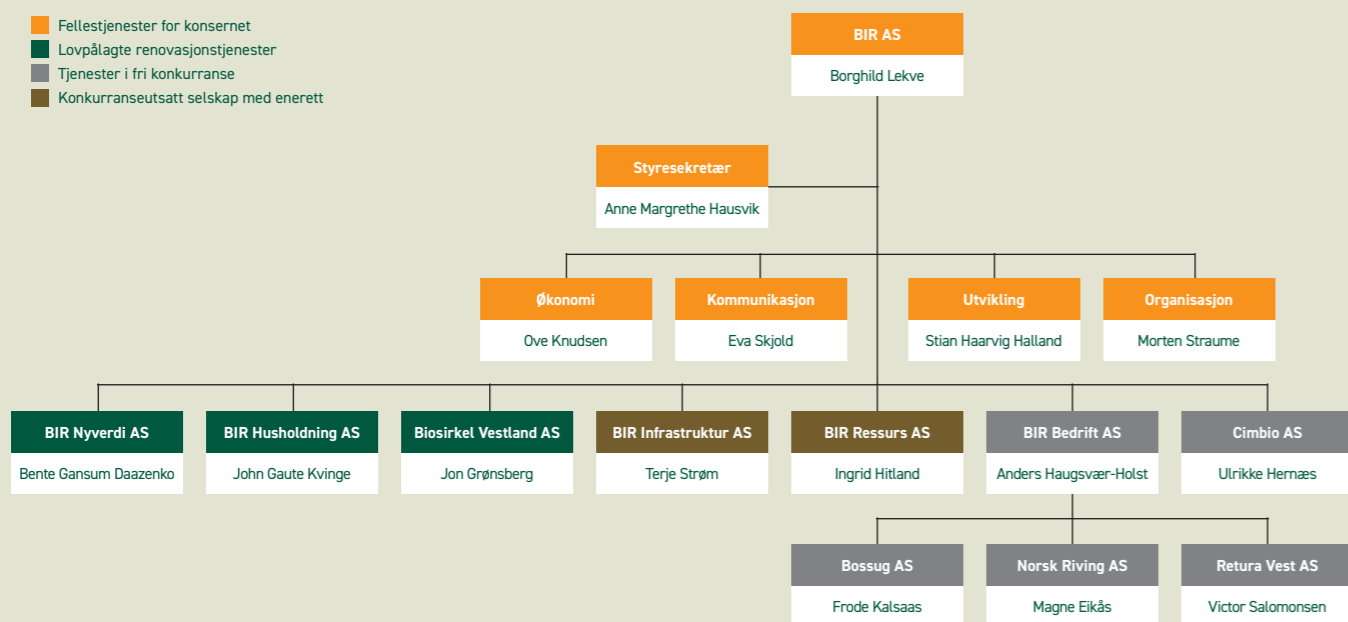 Fellestjenester for konsernet
Lovpålagte renovasjonstjenester
Tjenester i fri konkurranse
Konkurranseutsatt selskap med enerett
BIR AS
Borghild Lekve
Styresekretær
Anne Margrethe Hausvik
Økonomi
Ove Knudsen
Kommunikasjon
Eva Skjold
Utvikling
Stian Haarvig Halland
Organisasjon
Morten Straume
BIR Nyverdi AS
Bente Gansum Daazenko
BIR Husholdning AS
John Gaute Kvinge
Biosirkel Vestland AS
Jon Grønsberg
BIR Infrastruktur AS
Terje Strøm
BIR Ressurs AS
Ingrid Hitland
BIR Bedrift AS
Anders Haugsvær-Holst
Cimbio AS
Ulrikke Hernæs
Bossug AS
Frode Kalsaas
Norsk Riving AS
Magne Eikås
Retura Vest AS
Victor Salomonsen